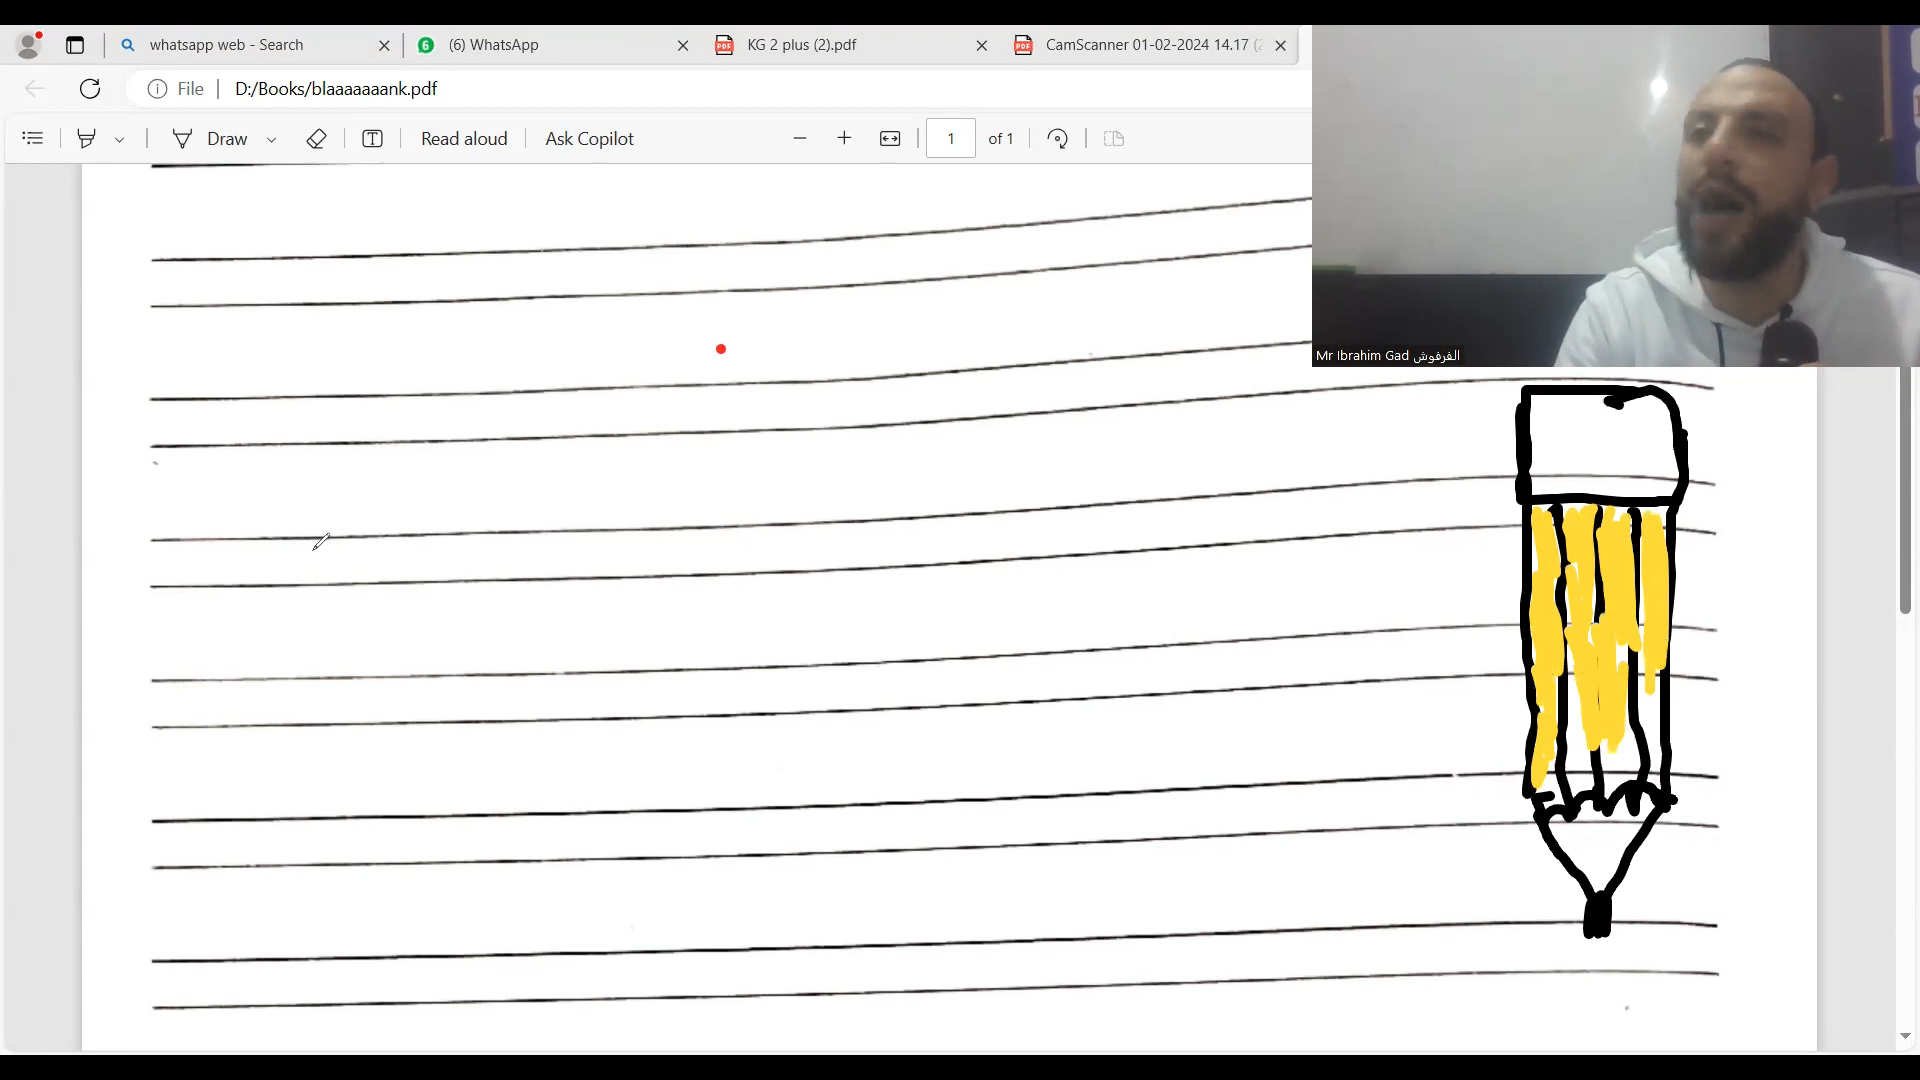 whatsapp web - Search
(6) WhatsApp
KG 2 plus (2).pdf
CamScanner 01-02-2024 14.17 (2
File
D:/Books/blaaaaaaank.pdf
Draw
Read aloud
Ask Copilot
1
of 1
Mr Ibrahim Gad الفرفوش